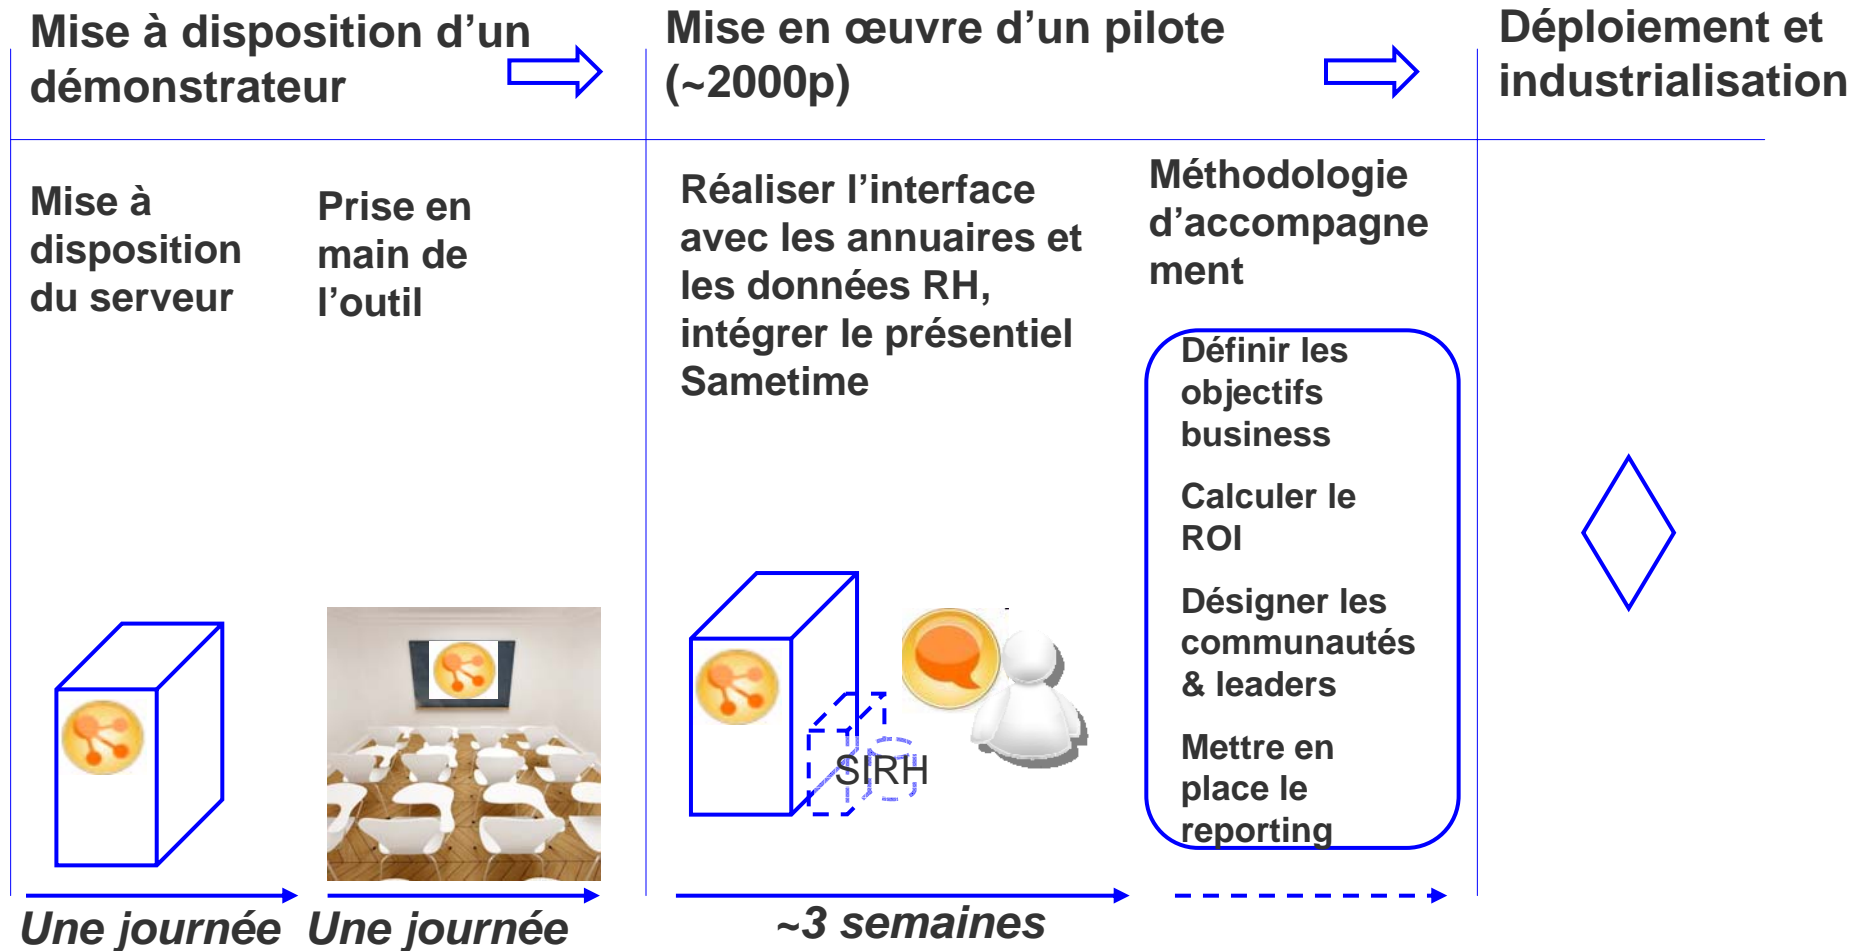 Mise à disposition d’un
démonstrateur
Mise en œuvre d’un pilote
(~2000p)
Déploiement et
industrialisation
Mise à
disposition
du serveur
Prise en
main de
l’outil
Réaliser l’interface
avec les annuaires et
les données RH,
intégrer le présentiel
Sametime
Méthodologie
d’accompagne
ment
Définir les
objectifs
business
Calculer le
ROI
Désigner les
communautés
& leaders
Mettre en
place le
reporting
SIRH
Une journée
Une journée
~3 semaines